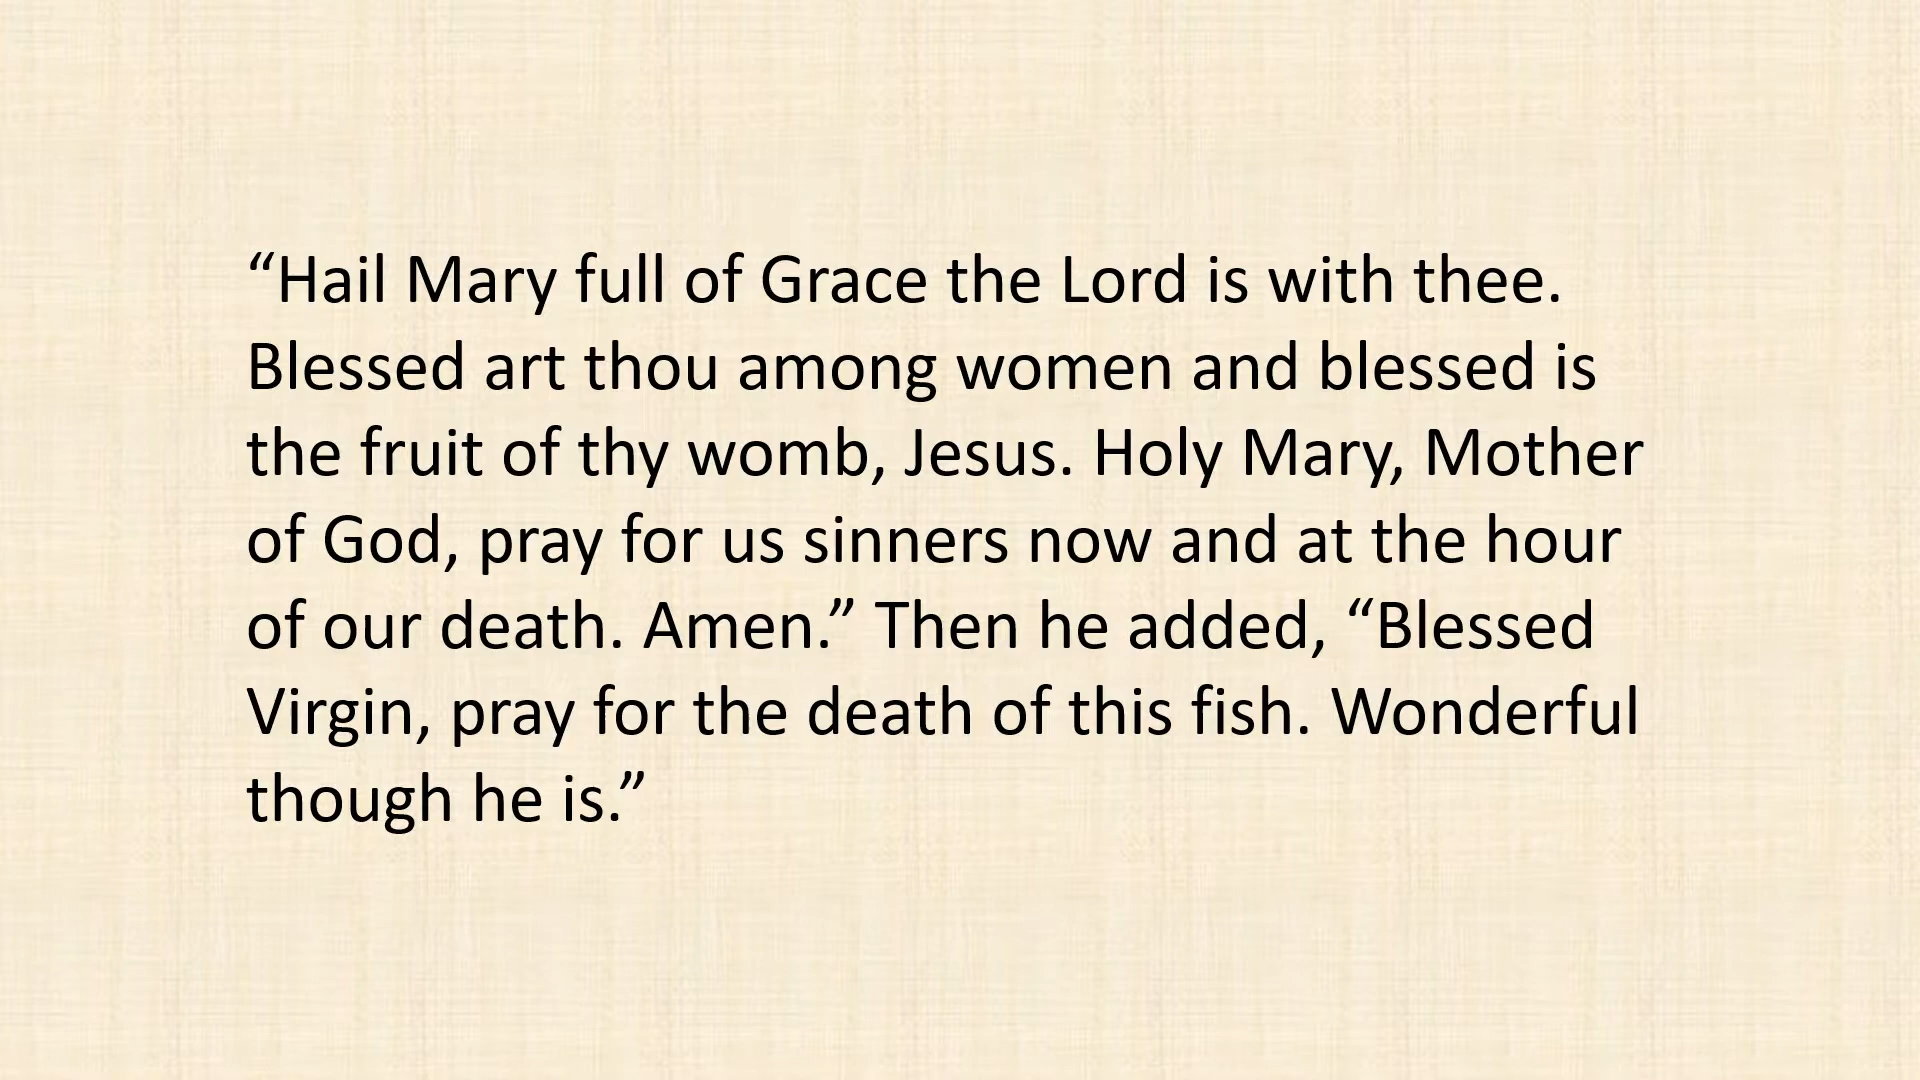 “Hail Mary full of Grace the Lord is with thee.
Blessed art thou among women and blessed is
the fruit of thy womb, Jesus. Holy Mary, Mother
of God, pray for us sinners now and at the hour
of our death. Amen.” Then he added, “Blessed
Virgin, pray for the death of this fish. Wonderful
though he is.”